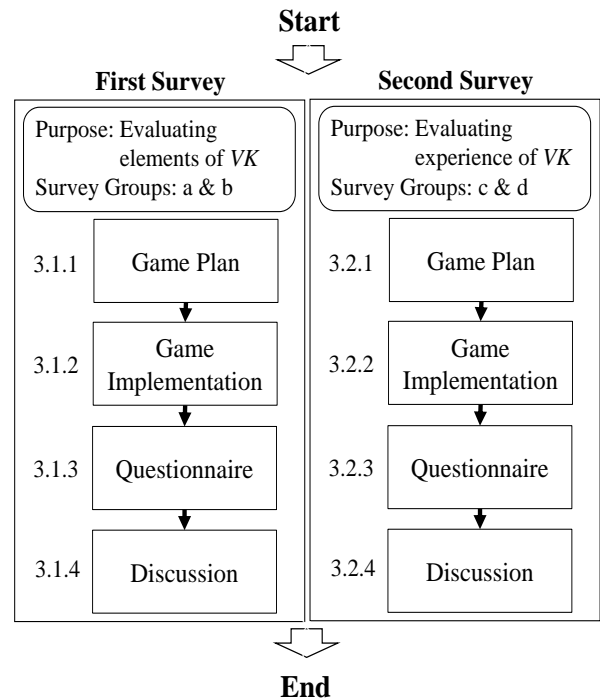 Start
First Survey
Purpose: Evaluating
elements of VK
Survey Groups: a & b
3.1.1
Game Plan
3.1.2
Game
Implementation
3.1.3
Questionnaire
3.1.4
Discussion
Second Survey
Purpose: Evaluating
experience of VK
Survey Groups: c & d
3.2.1
Game Plan
3.2.2
Game
Implementation
3.2.3
Questionnaire
3.2.4
Discussion
End